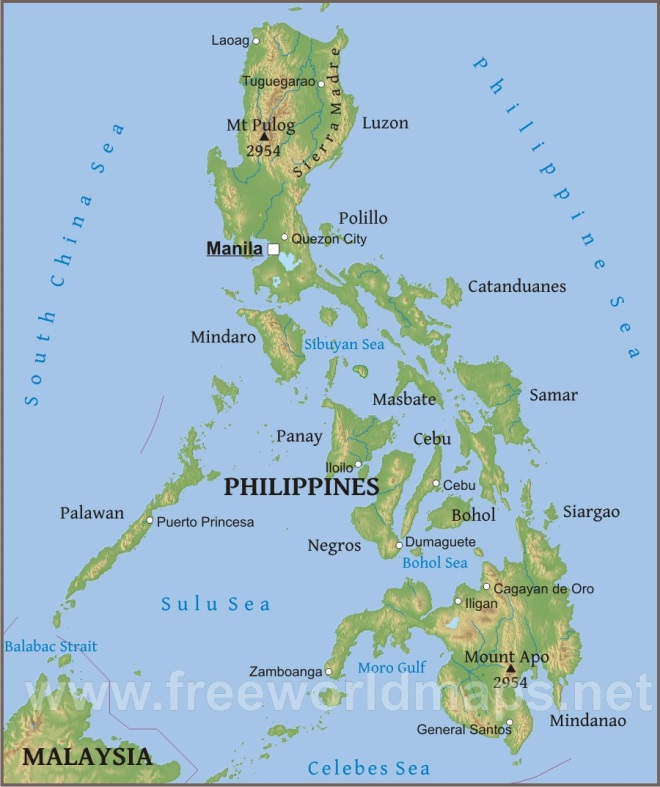 Laoag
Tuguegarao
Sierra Madre
Mt Pulog
2954
Luzon
Philippine Sea
South China Sea
Polillo
Quezon City
Manila
Catanduanes
Mindaro
Sibuyan Sea
Masbate
Samar
Panay
Cebu
Iloilo
Cebu
PHILIPPINES
Palawan
Puerto Princesa
Bohol
Siargao
Negros
Dumaguete
Bohol Sea
Cagayan de Oro
Iligan
Sulu Sea
Balabac Strait
Zamboanga
Moro Gulf
Mount Apo
2954
www.freeworldmaps.net
General Santos
Mindanao
MALAYSIA
Celebes Sea